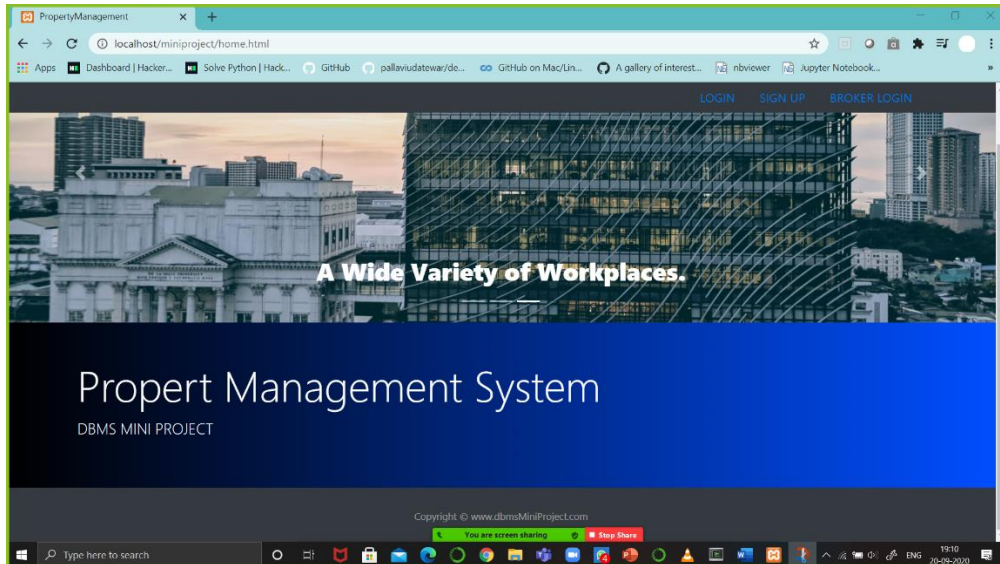 PropertyManagement
localhost/miniproject/home.html
Apps Dashboard | Hacker... Solve Python | Hack... GitHub pallaviudatewar/de... GitHub on Mac/Lin... A gallery of interest... nbviewer Jupyter Notebook...
LOGIN SIGN UP BROKER LOGIN
A Wide Variety of Workplaces.
Propert Management System
DBMS MINI PROJECT
Copyright © www.dbmsMiniProject.com
You are screen sharing Stop Share
Type here to search ENG 19:10
20-09-2020